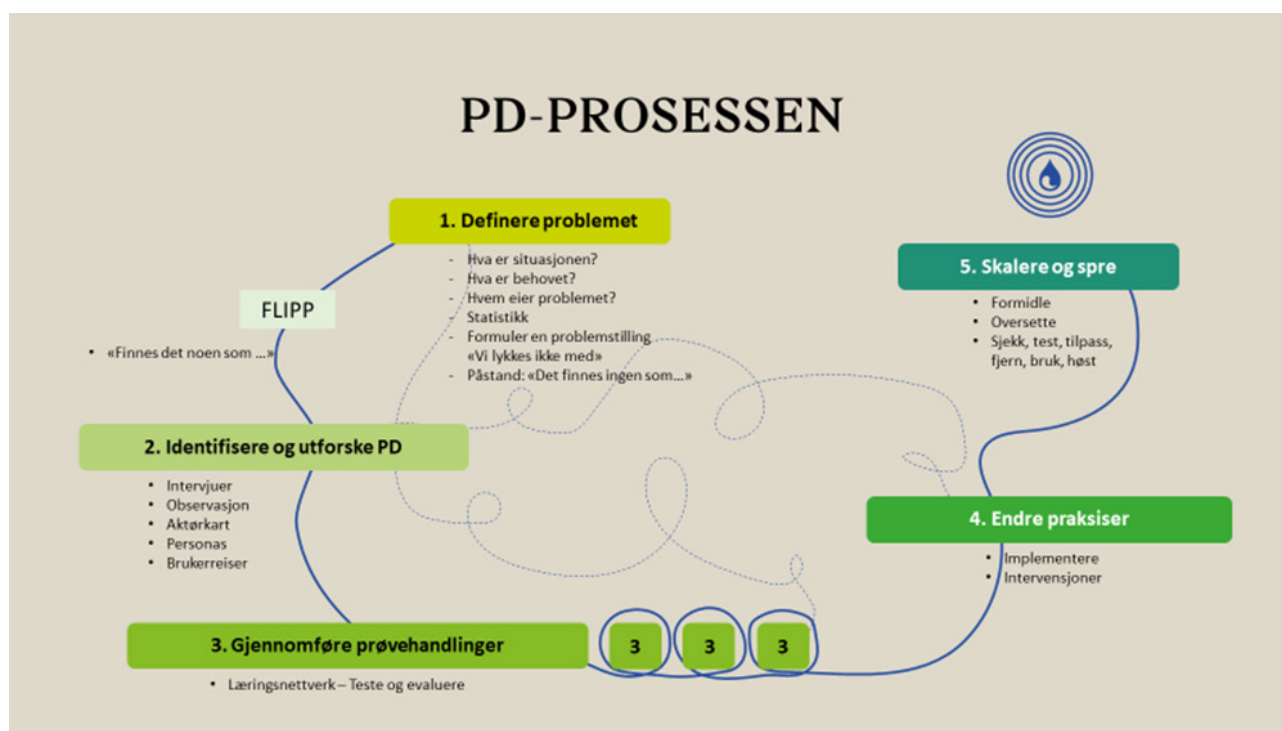 PD-PROSESSEN
1. Definere problemet
- Hva er situasjonen?
- Hva er behovet?
- Hvem eier problemet?
- Statistikk
- Formuler en problemstilling
«Vi lykkes ikke med»
- Påstand: «Det finnes ingen som...»
FLIPP
• «Finnes det noen som ...»
2. Identifisere og utforske PD
• Intervjuer
• Observasjon
• Aktørkart
• Personas
• Brukerreiser
3. Gjennomføre prøvehandlinger
• Læringsnettverk – Teste og evaluere
3
3
3
4. Endre praksiser
• Implementere
• Intervensjoner
5. Skalere og spre
• Formidle
• Oversette
• Sjekk, test, tilpass,
fjern, bruk, høst